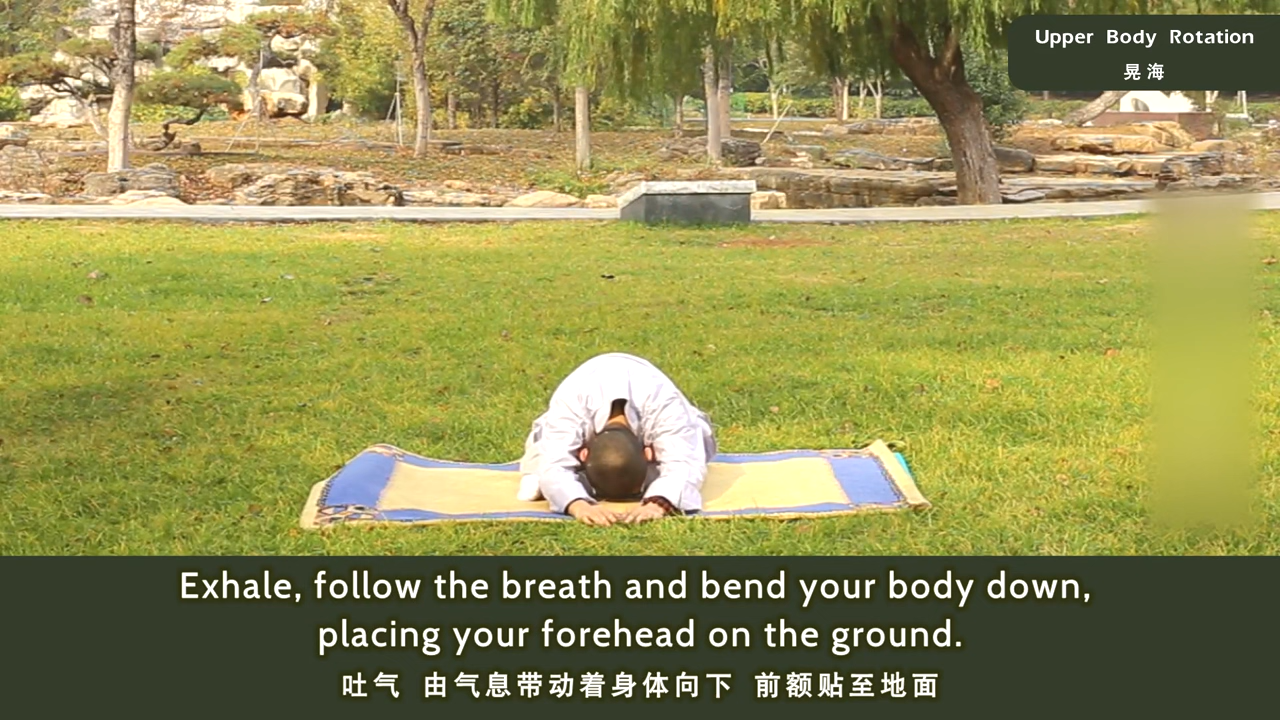 Upper Body Rotation
晃海
Exhale, follow the breath and bend your body down,
placing your forehead on the ground.
吐气 由气息带动着身体向下 前额贴至地面